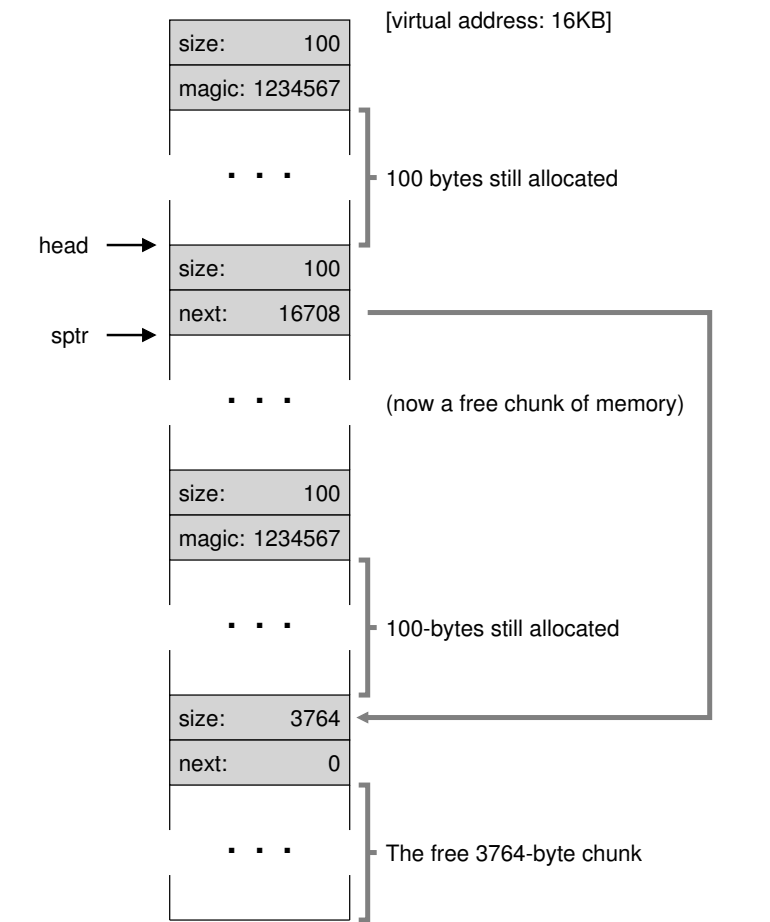 [virtual address: 16KB]
size: 100
magic: 1234567
. . .
100 bytes still allocated
head
size: 100
next: 16708
sptr
. . .
(now a free chunk of memory)
size: 100
magic: 1234567
. . .
100-bytes still allocated
size: 3764
next: 0
. . .
The free 3764-byte chunk